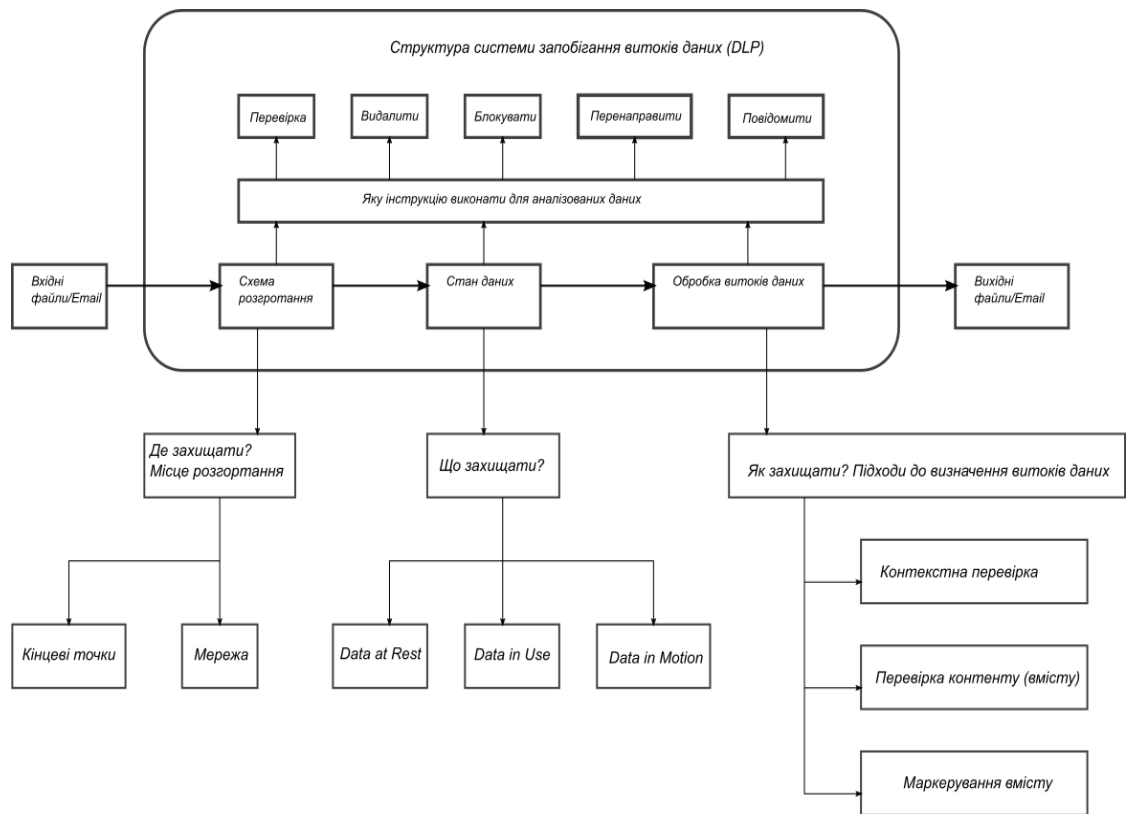 Структура системи запобігання витоків даних (DLP)
Перевірка
Видалити
Блокувати
Перенаправити
Повідомити
Яку інструкцію виконати для аналізованих даних
Вхідні
файли/Email
Схема
розгротання
Стан даних
Обробка витоків даних
Вихідні
файли/Email
Де захищати?
Місце розгортання
Що захищати?
Як захищати? Підходи до визначення витоків даних
Контекстна перевірка
Кінцеві точки
Мережа
Data at Rest
Data in Use
Data in Motion
Перевірка контенту (вмісту)
Маркерування вмісту